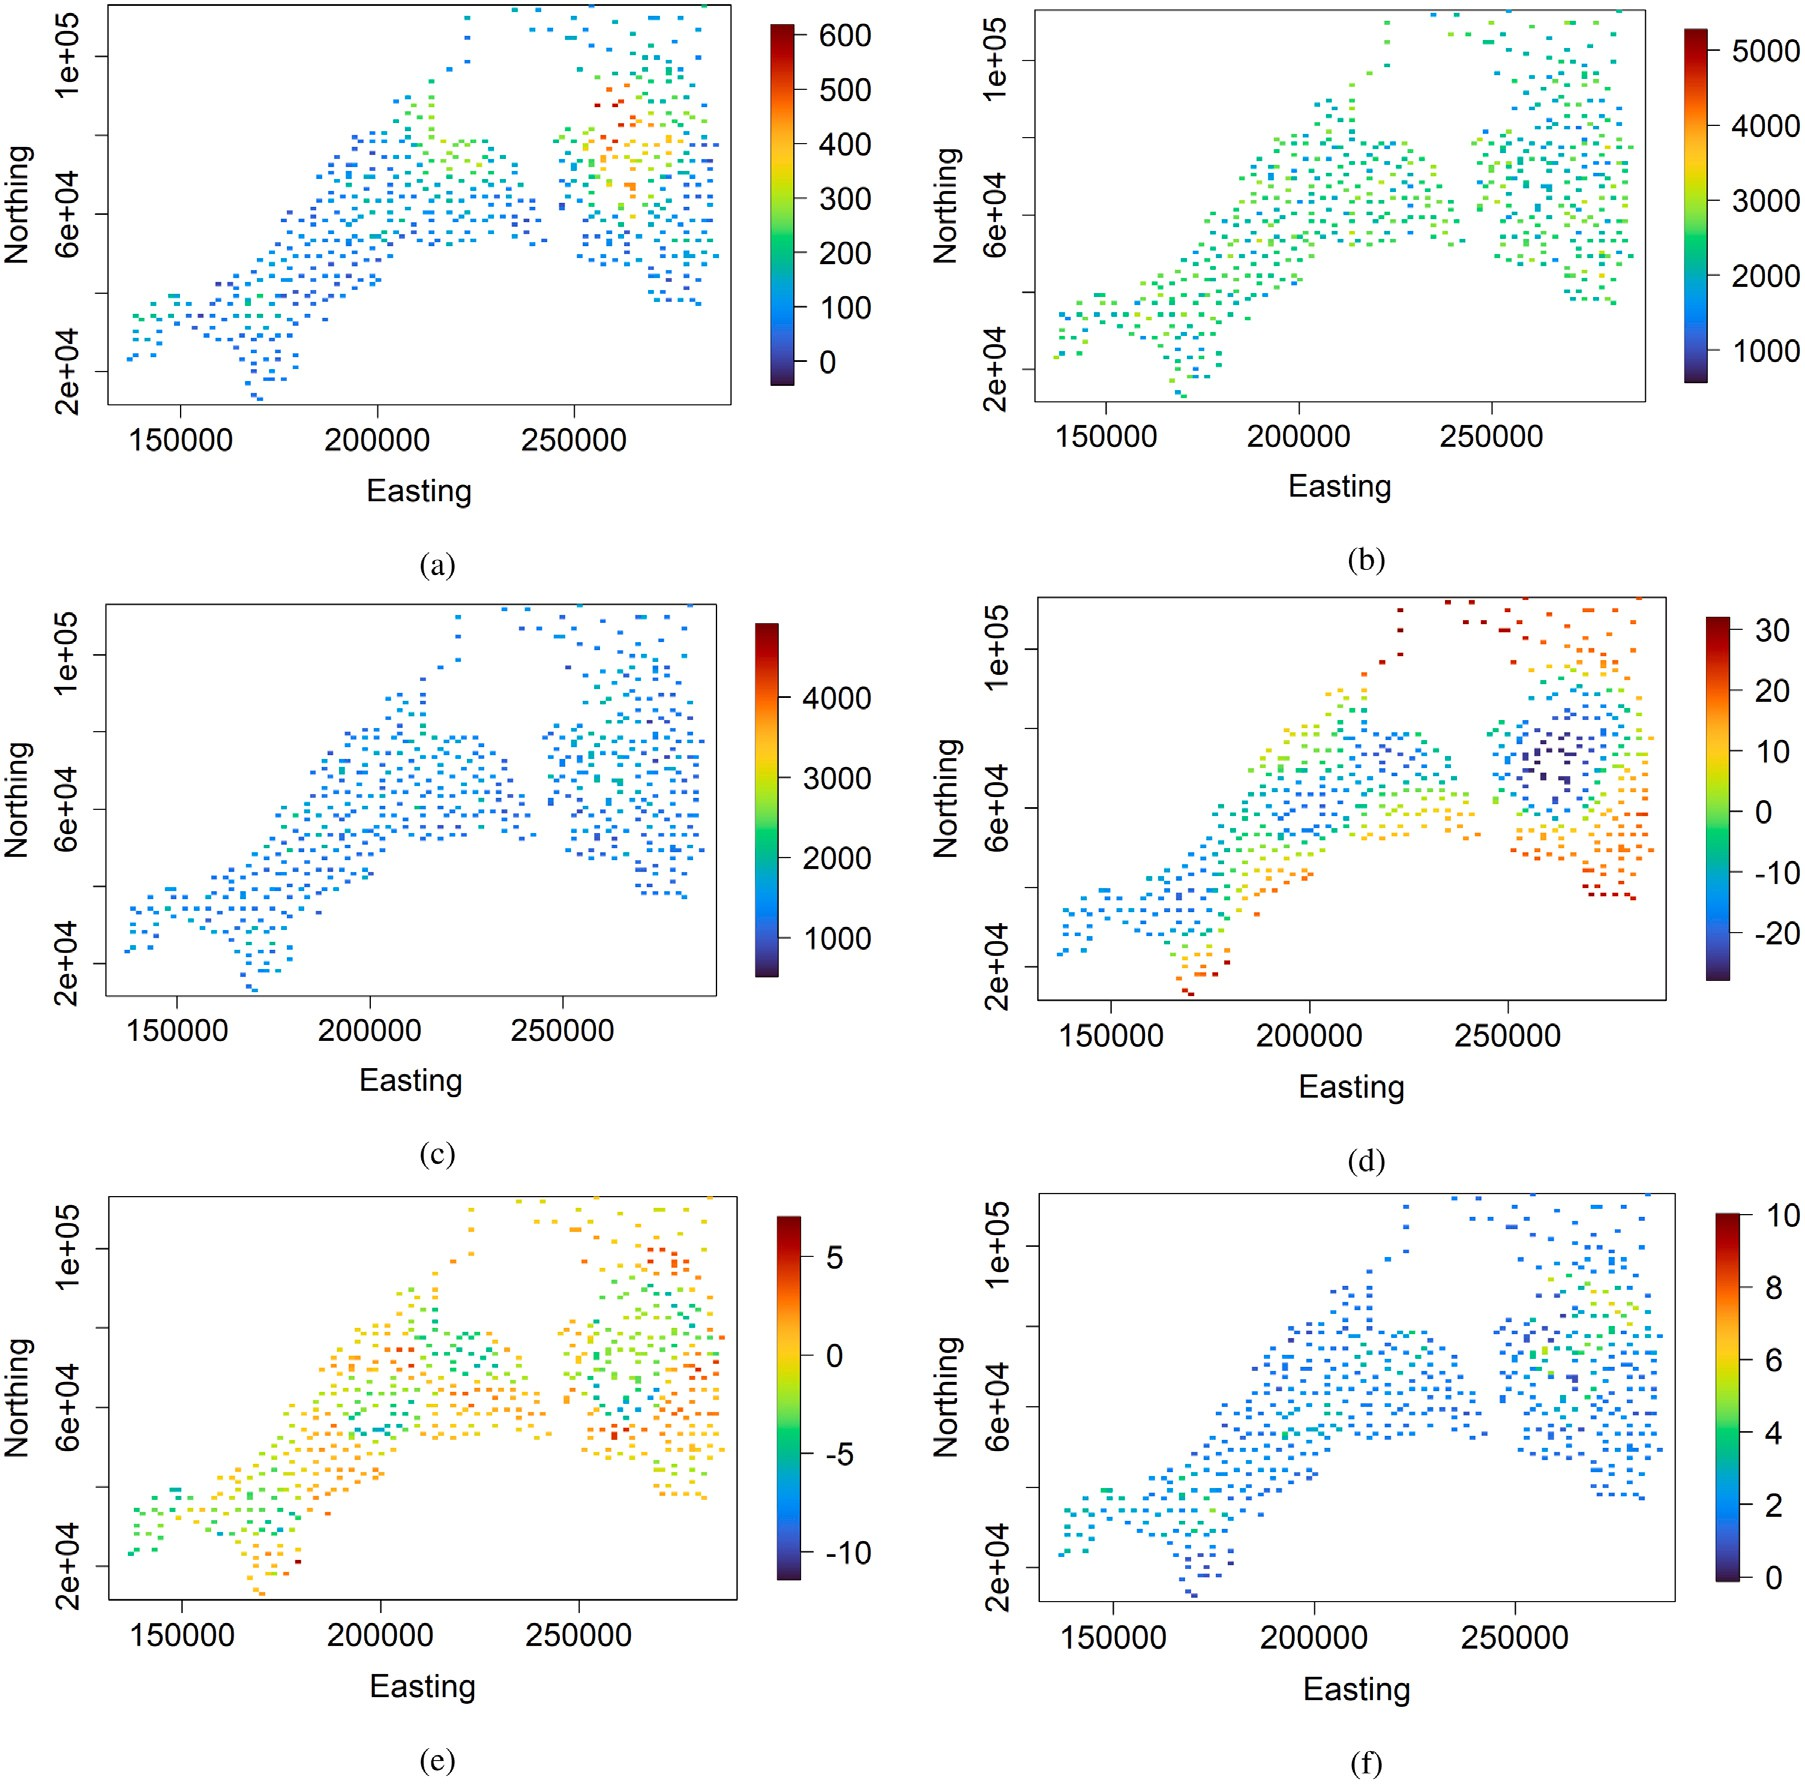 1e+05
6e+04
2e+04
Northing
150000 200000 250000
Easting
600
500
400
300
200
100
0
(a)
1e+05
6e+04
2e+04
Northing
150000 200000 250000
Easting
5000
4000
3000
2000
1000
(b)
1e+05
6e+04
2e+04
Northing
150000 200000 250000
Easting
4000
3000
2000
1000
(c)
1e+05
6e+04
2e+04
Northing
150000 200000 250000
Easting
30
20
10
0
-10
-20
(d)
1e+05
6e+04
2e+04
Northing
150000 200000 250000
Easting
5
0
-5
-10
(e)
1e+05
6e+04
2e+04
Northing
150000 200000 250000
Easting
10
8
6
4
2
0
(f)